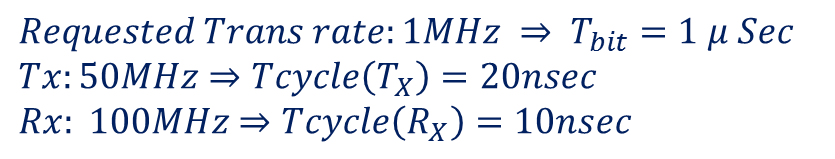 Requested Trans rate: 1MHz ⇒ T_bit = 1 μ Sec
Tx: 50MHz ⇒ Tcycle(T_X) = 20nsec
Rx: 100MHz ⇒ Tcycle(R_X) = 10nsec